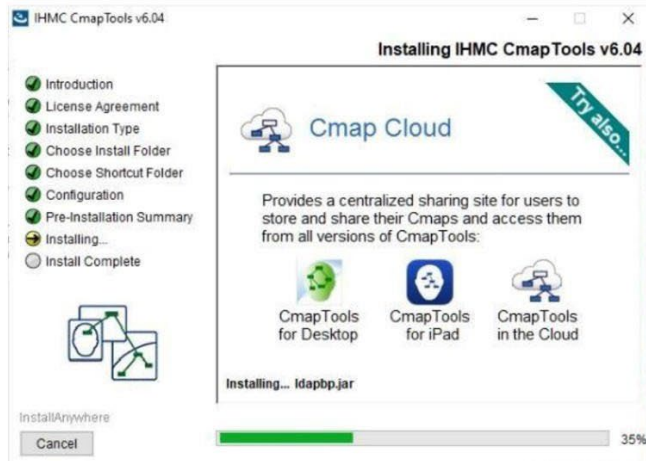 IHMC CmapTools v6.04
Installing IHMC CmapTools v6.04
Introduction
License Agreement
Installation Type
Choose Install Folder
Choose Shortcut Folder
Configuration
Pre-Installation Summary
Installing...
Install Complete
Cmap Cloud
Try also...
Provides a centralized sharing site for users to
store and share their Cmaps and access them
from all versions of CmapTools:
CmapTools
for Desktop
CmapTools
for iPad
CmapTools
in the Cloud
Installing... ldapbp.jar
InstallAnywhere
Cancel
35%